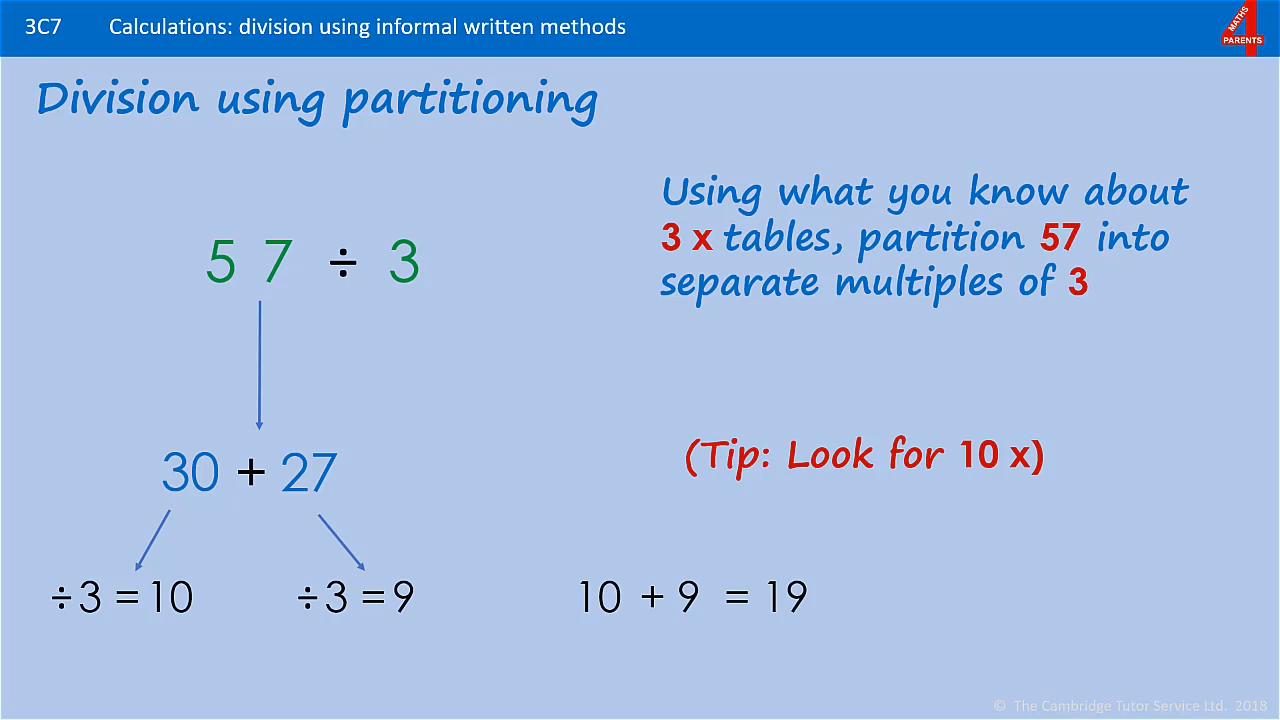 3C7 Calculations: division using informal written methods
MATHS
4
PARENTS
Division using partitioning
Using what you know about
3 x tables, partition 57 into
separate multiples of 3
5 7 ÷ 3
(Tip: Look for 10 x)
30 + 27
÷3 = 10 ÷3 = 9 10 + 9 = 19
© The Cambridge Tutor Service Ltd. 2018